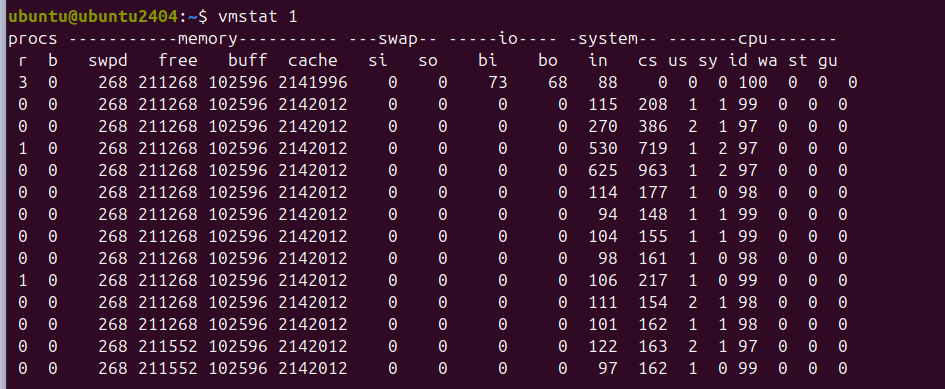 ubuntu@ubuntu2404:~$ vmstat 1
procs -----------memory---------- ---swap-- -----io---- -system-- -------cpu-------
 r  b   swpd   free   buff  cache   si   so    bi    bo   in   cs us sy id wa st gu
 3  0    268 211268 102596 2141996    0    0    73    68   88    0  0  0 100  0  0  0
 0  0    268 211268 102596 2142012    0    0     0     0  115  208  1  1 99  0  0  0
 0  0    268 211268 102596 2142012    0    0     0     0  270  386  2  1 97  0  0  0
 1  0    268 211268 102596 2142012    0    0     0     0  530  719  1  2 97  0  0  0
 0  0    268 211268 102596 2142012    0    0     0     0  625  963  1  2 97  0  0  0
 0  0    268 211268 102596 2142012    0    0     0     0  114  177  1  0 98  0  0  0
 0  0    268 211268 102596 2142012    0    0     0     0   94  148  1  1 99  0  0  0
 0  0    268 211268 102596 2142012    0    0     0     0  104  155  1  1 99  0  0  0
 0  0    268 211268 102596 2142012    0    0     0     0   98  161  1  0 98  0  0  0
 1  0    268 211268 102596 2142012    0    0     0     0  106  217  1  0 99  0  0  0
 0  0    268 211268 102596 2142012    0    0     0     0  111  154  2  1 98  0  0  0
 0  0    268 211268 102596 2142012    0    0     0     0  101  162  1  1 98  0  0  0
 0  0    268 211552 102596 2142012    0    0     0     0  122  163  2  1 97  0  0  0
 0  0    268 211552 102596 2142012    0    0     0     0   97  162  1  0 99  0  0  0